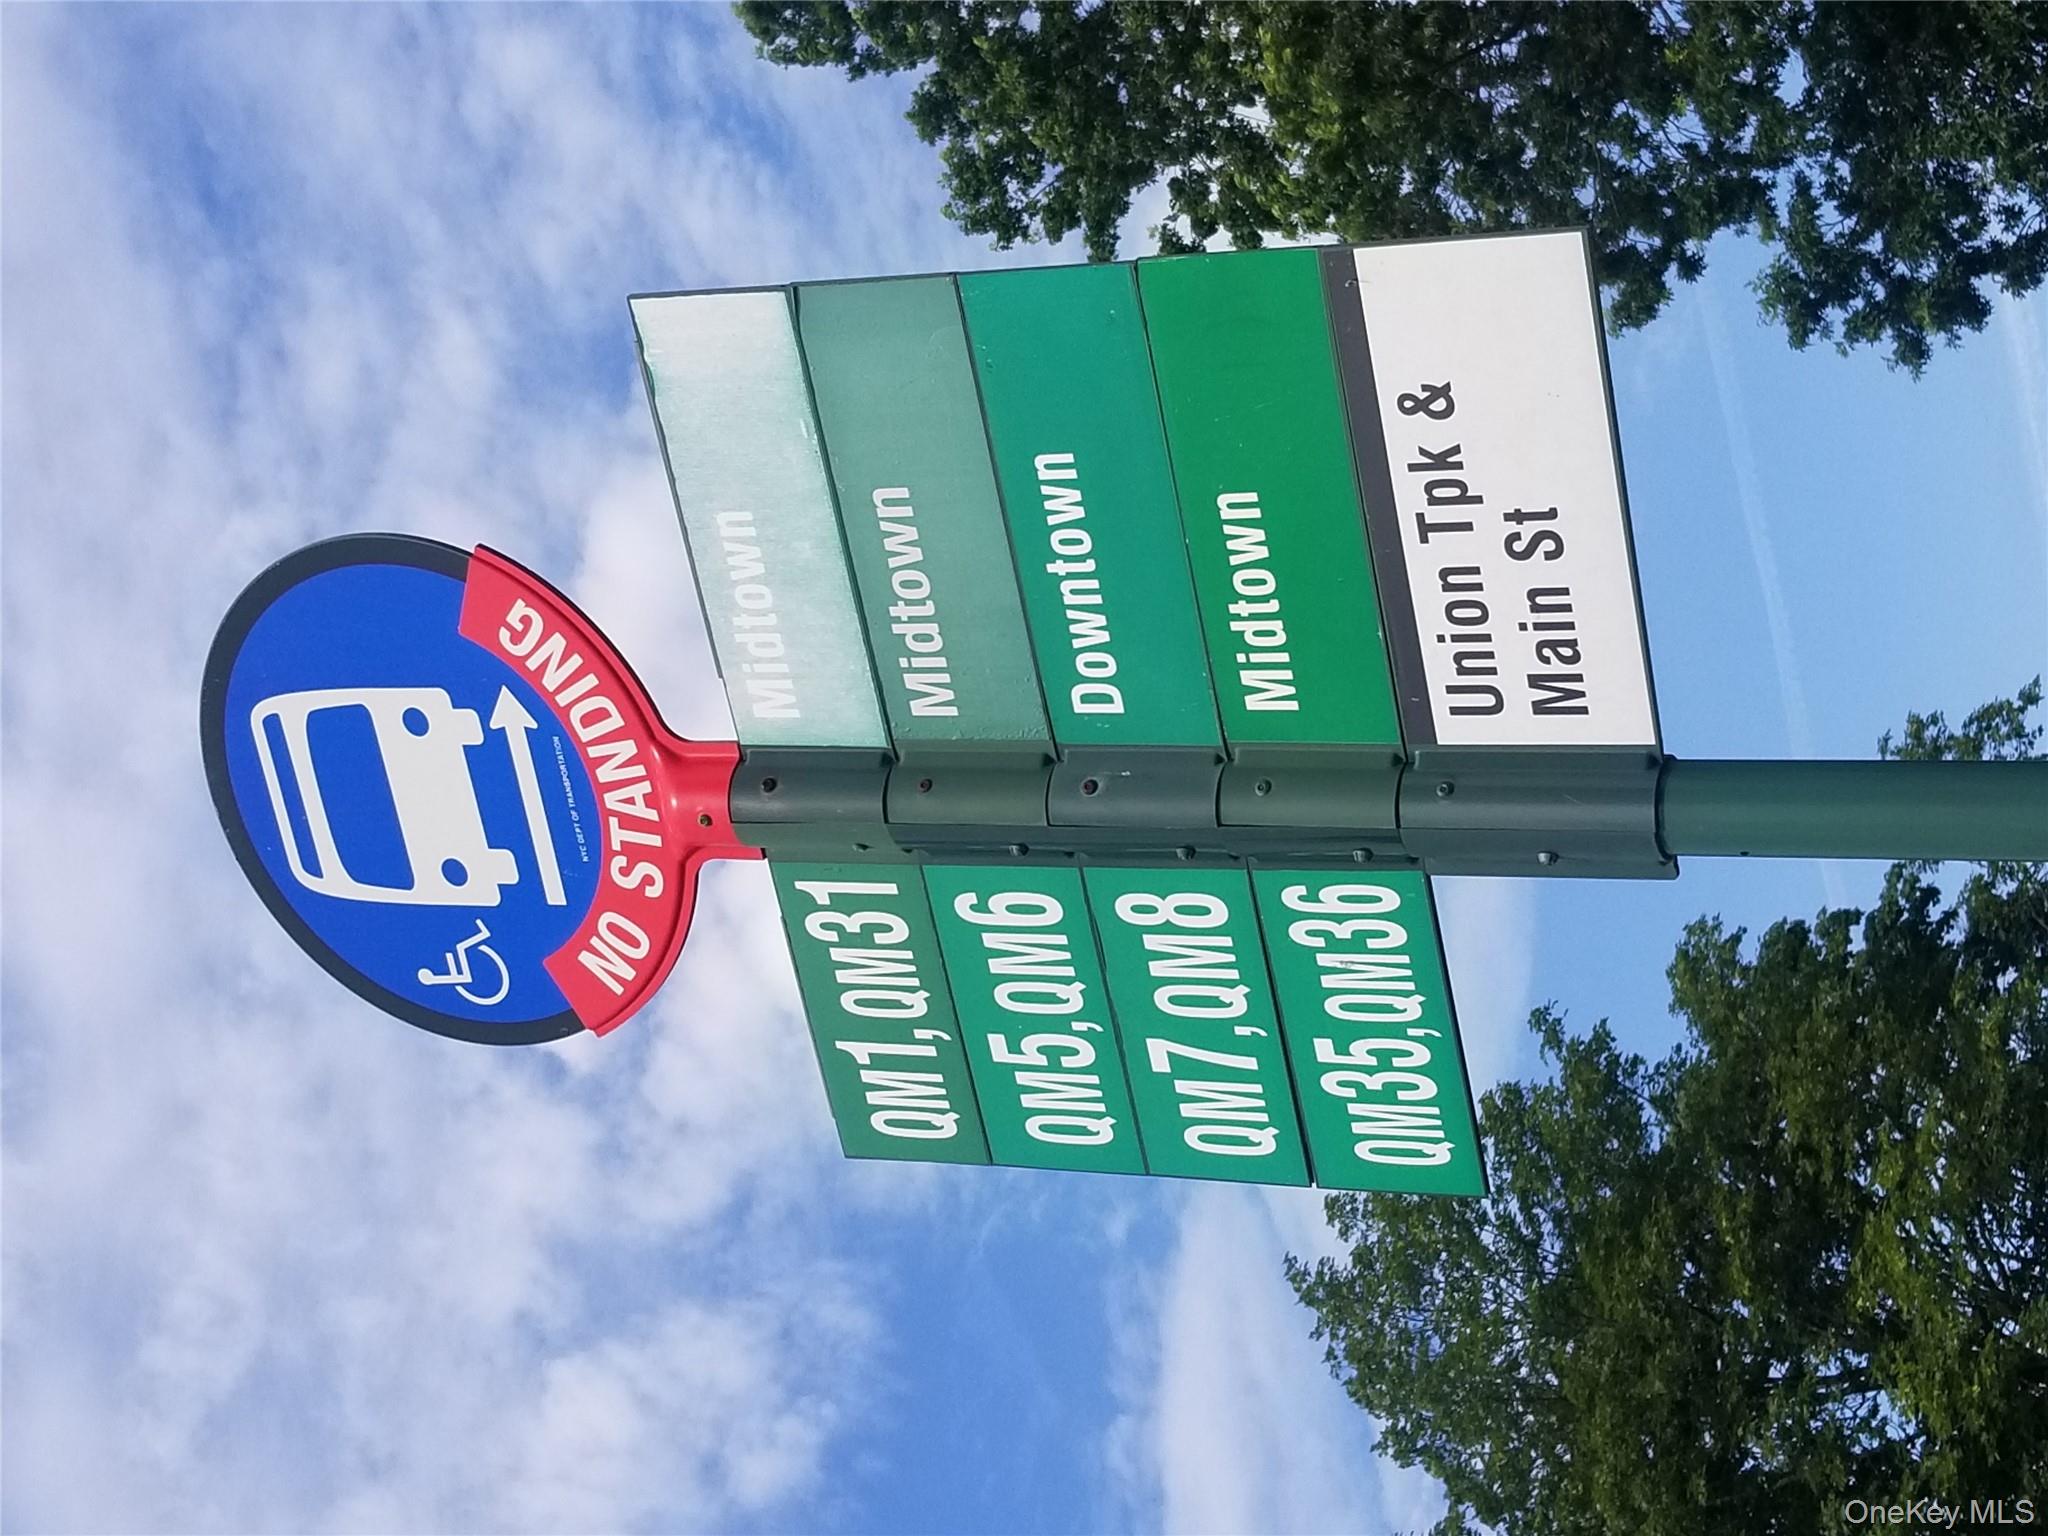 NO STANDING
NYC DEPT OF TRANSPORTATION
QM1,QM31 Midtown
QM5,QM6 Midtown
QM7,QM8 Downtown
QM35,QM36 Midtown
Union Tpk &
Main St
OneKey MLS